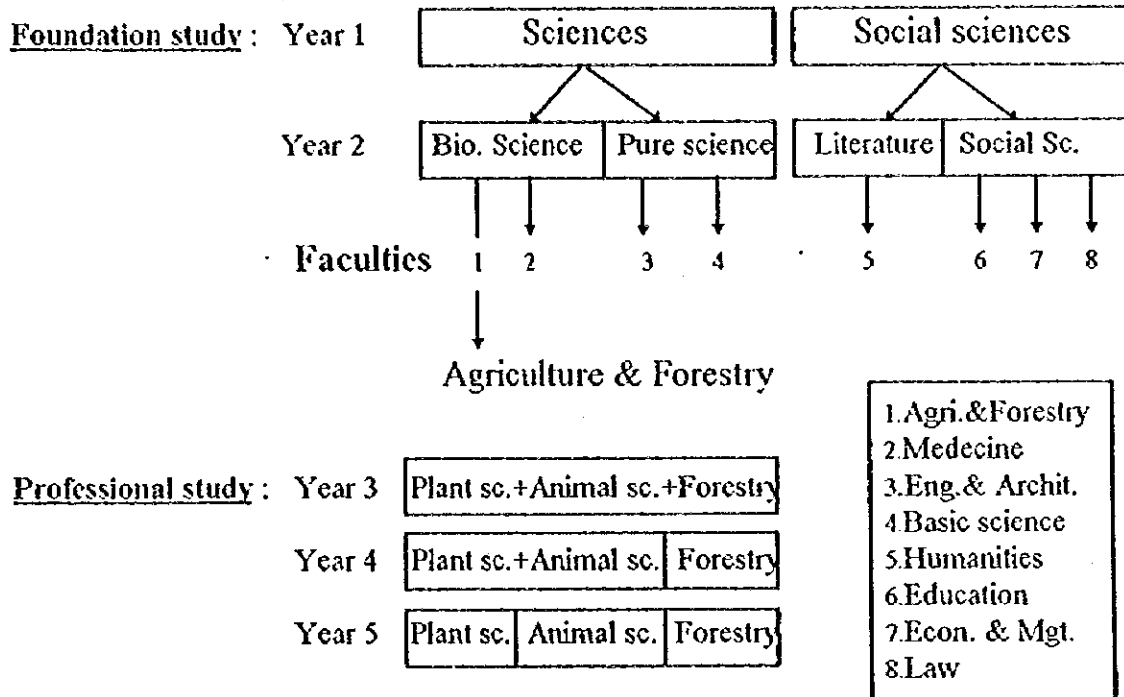 Foundation study : Year 1 Sciences Social sciences
Year 2 Bio. Science Pure science Literature Social Sc.
Faculties 1 2 3 4 5 6 7 8
Agriculture & Forestry
Professional study : Year 3 Plant sc.+Animal sc.+Forestry
Year 4 Plant sc.+Animal sc. Forestry
Year 5 Plant sc. Animal sc. Forestry
1.Agri.&Forestry
2.Medecine
3.Eng.& Archit.
4.Basic science
5.Humanities
6.Education
7.Econ. & Mgt.
8.Law